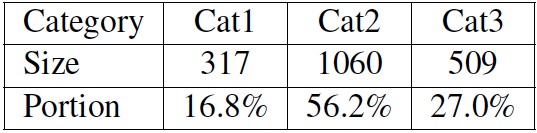 Category Cat1 Cat2 Cat3
Size 317 1060 509
Portion 16.8% 56.2% 27.0%